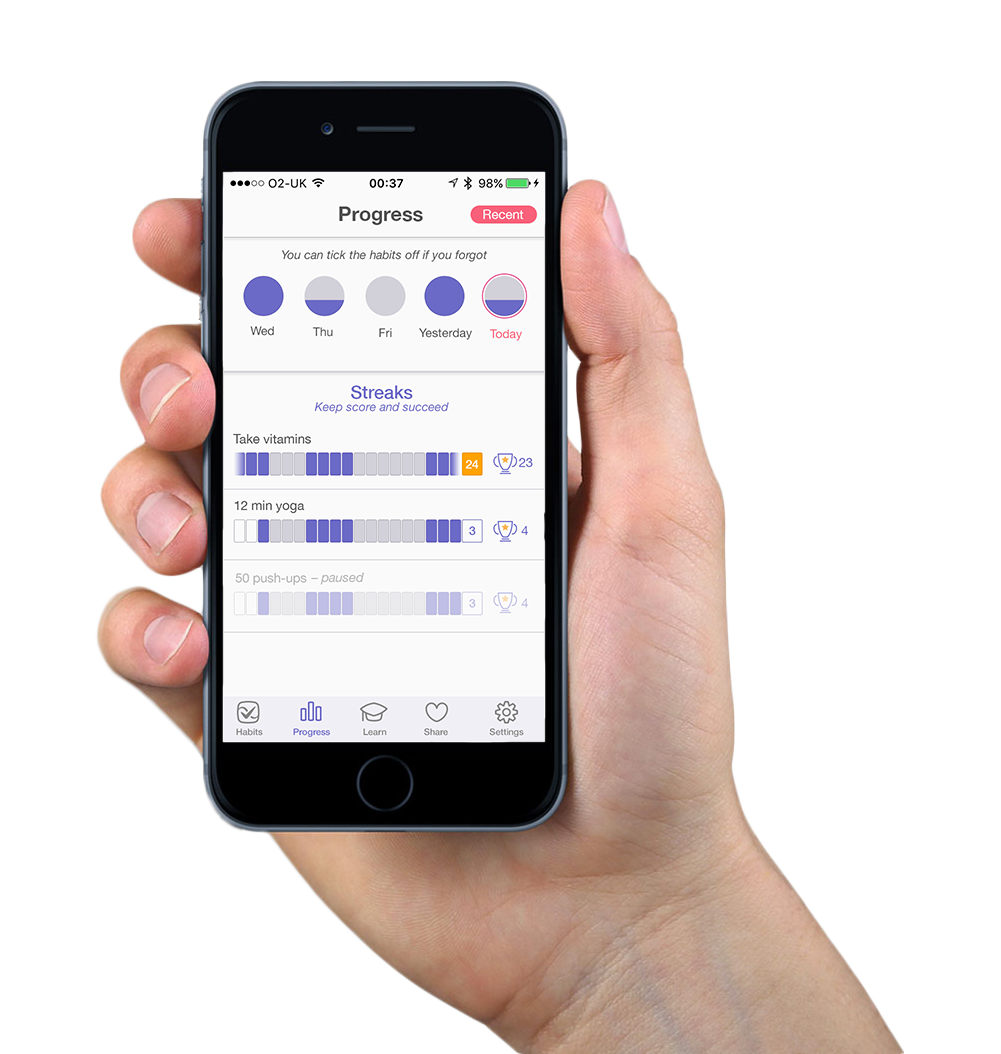 O2-UK 00:37 98%
Progress Recent
You can tick the habits off if you forgot
Wed Thu Fri Yesterday Today
Streaks
Keep score and succeed
Take vitamins
24 23
12 min yoga
3 4
50 push-ups – paused
3 4
Habits Progress Learn Share Settings